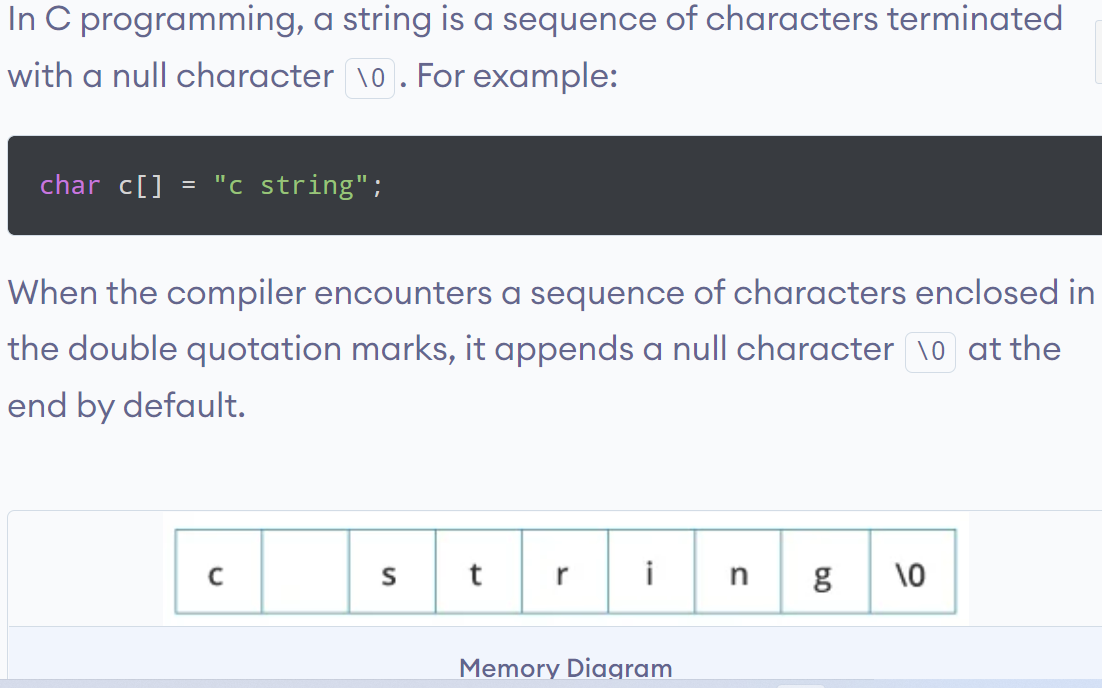 In C programming, a string is a sequence of characters terminated
with a null character \0 . For example:
char c[] = "c string";
When the compiler encounters a sequence of characters enclosed in
the double quotation marks, it appends a null character \0 at the
end by default.
c s t r i n g \0
Memory Diagram